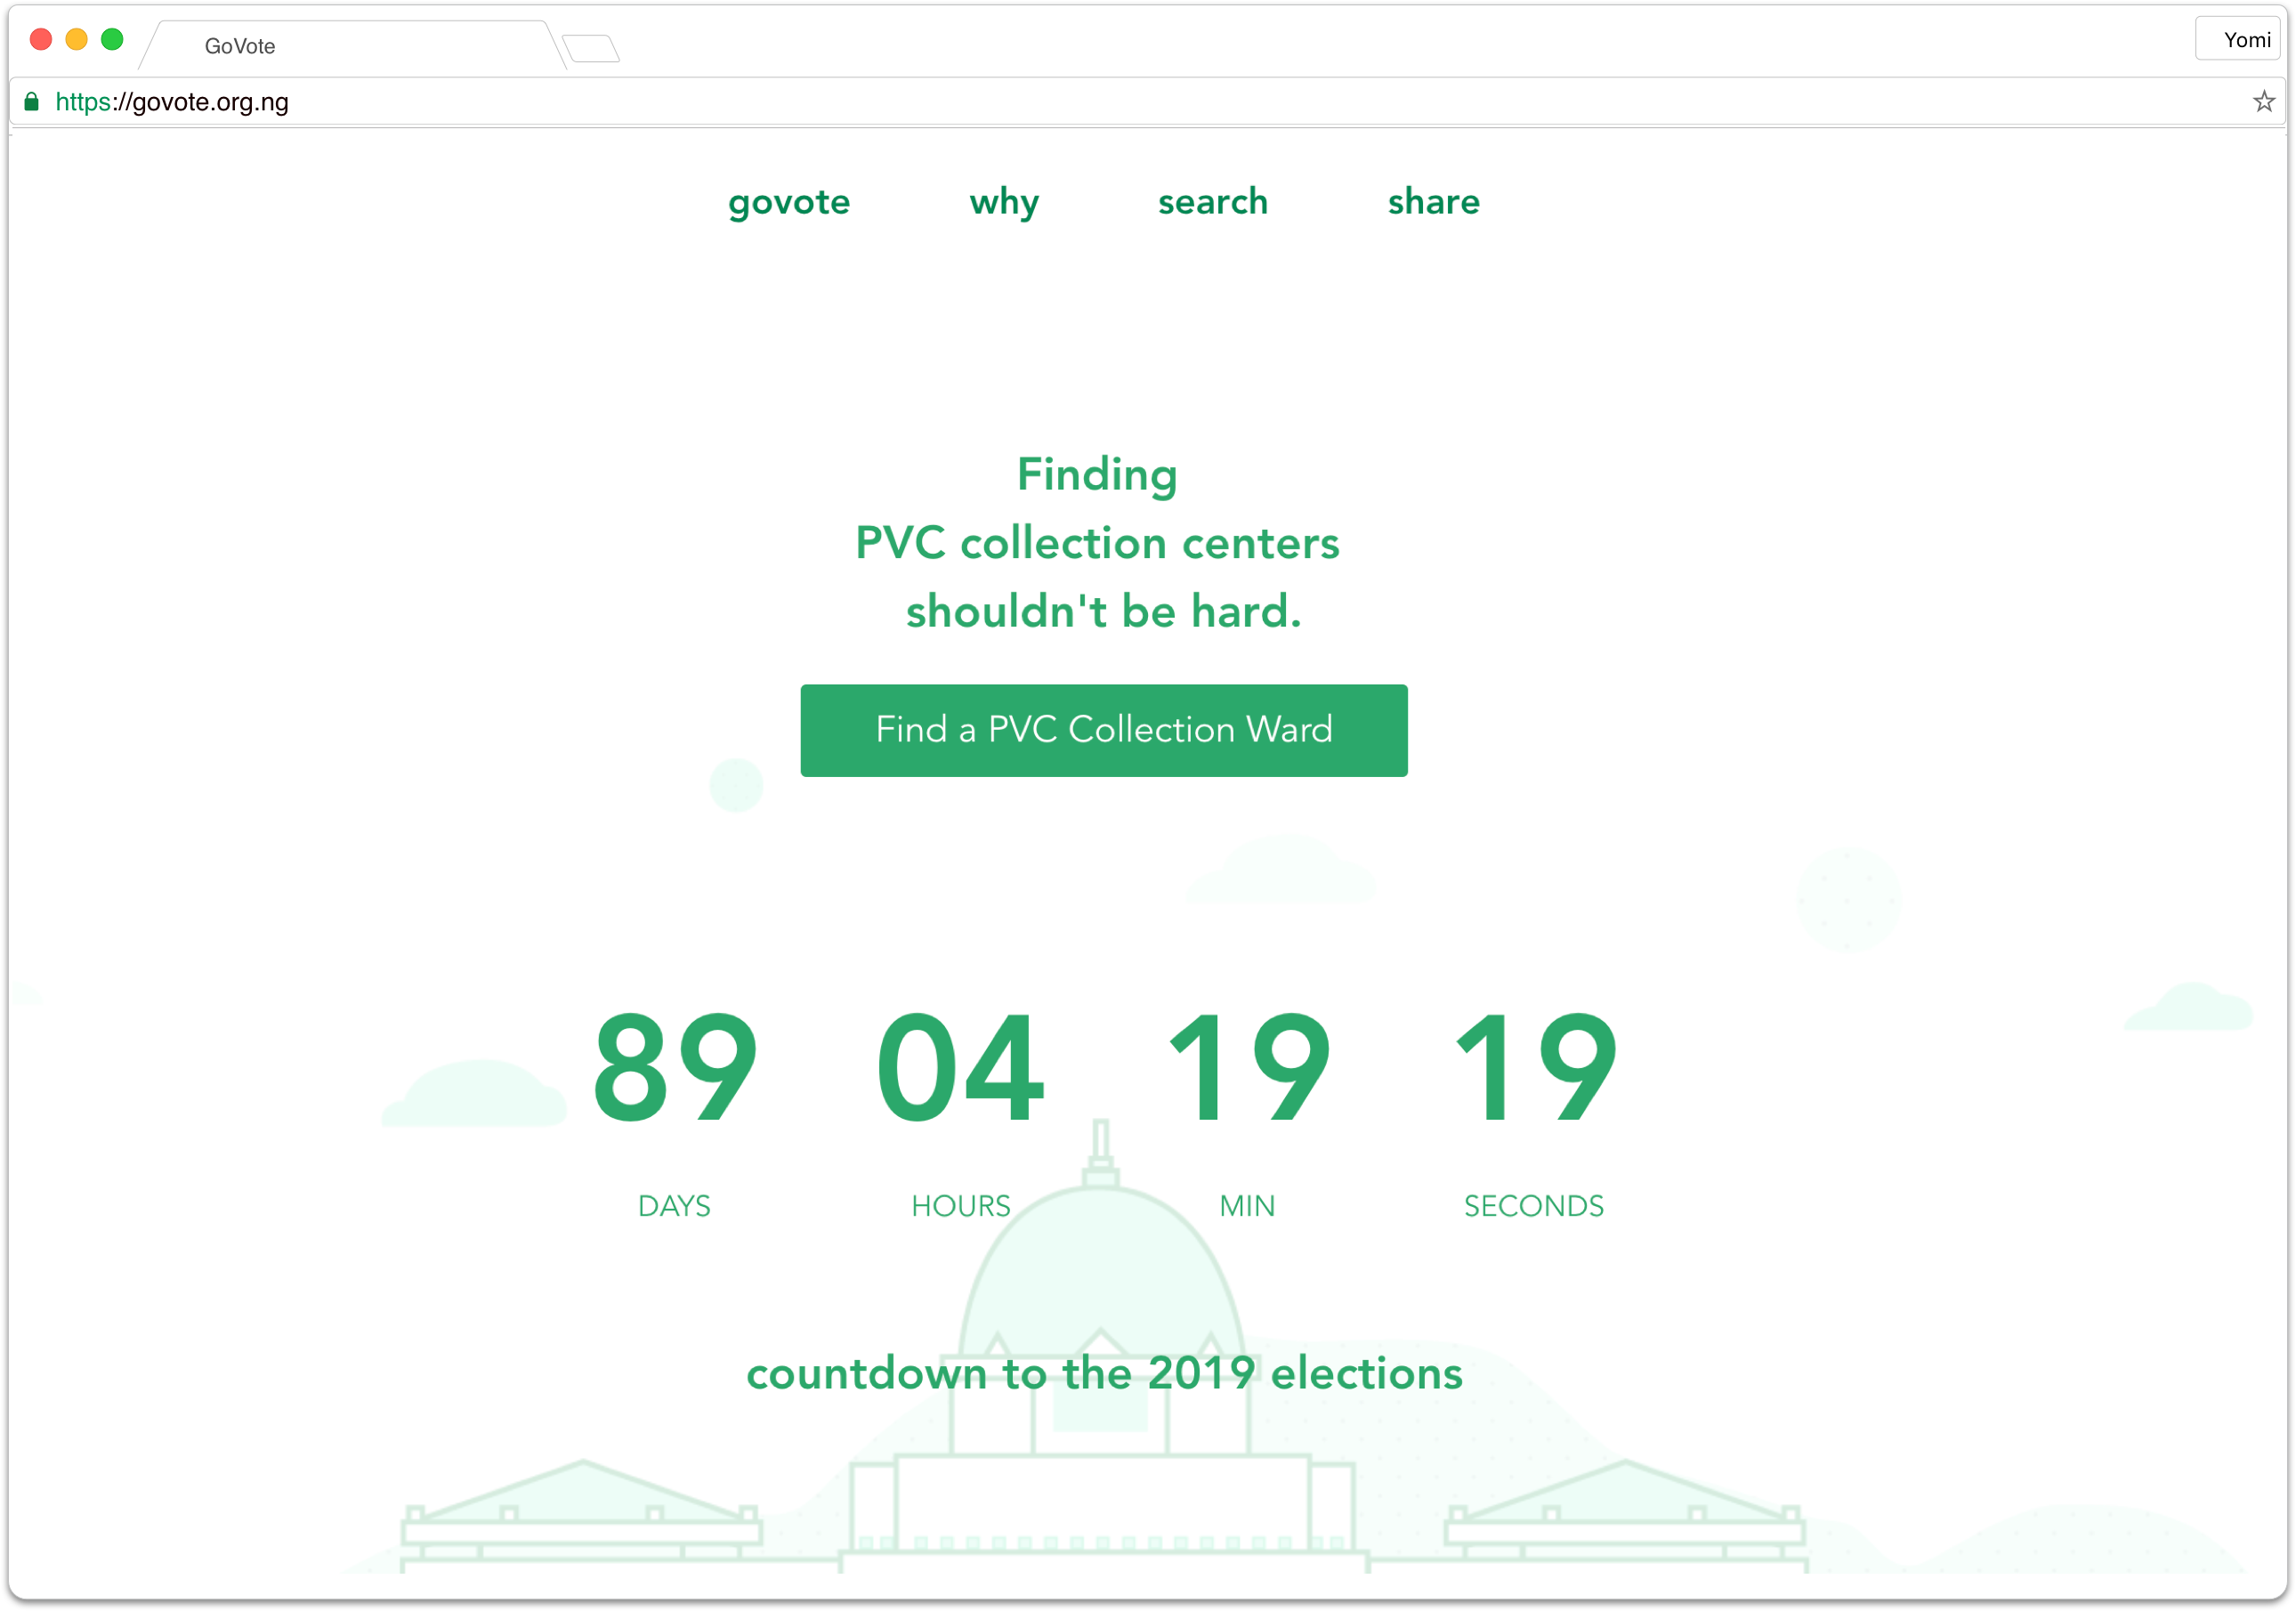 GoVote
Yomi
https://govote.org.ng
govote why search share
Finding
PVC collection centers
shouldn't be hard.
Find a PVC Collection Ward
89 04 19 19
DAYS HOURS MIN SECONDS
countdown to the 2019 elections